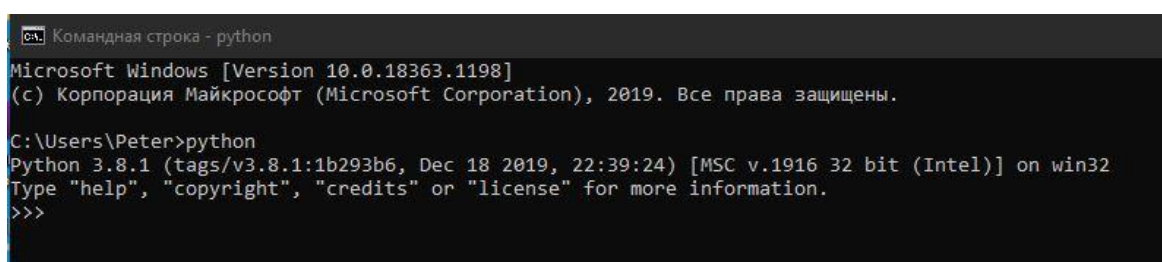 Командная строка - python
Microsoft Windows [Version 10.0.18363.1198]
(c) Корпорация Майкрософт (Microsoft Corporation), 2019. Все права защищены.
C:\Users\Peter>python
Python 3.8.1 (tags/v3.8.1:1b293b6, Dec 18 2019, 22:39:24) [MSC v.1916 32 bit (Intel)] on win32
Type "help", "copyright", "credits" or "license" for more information.
>>>